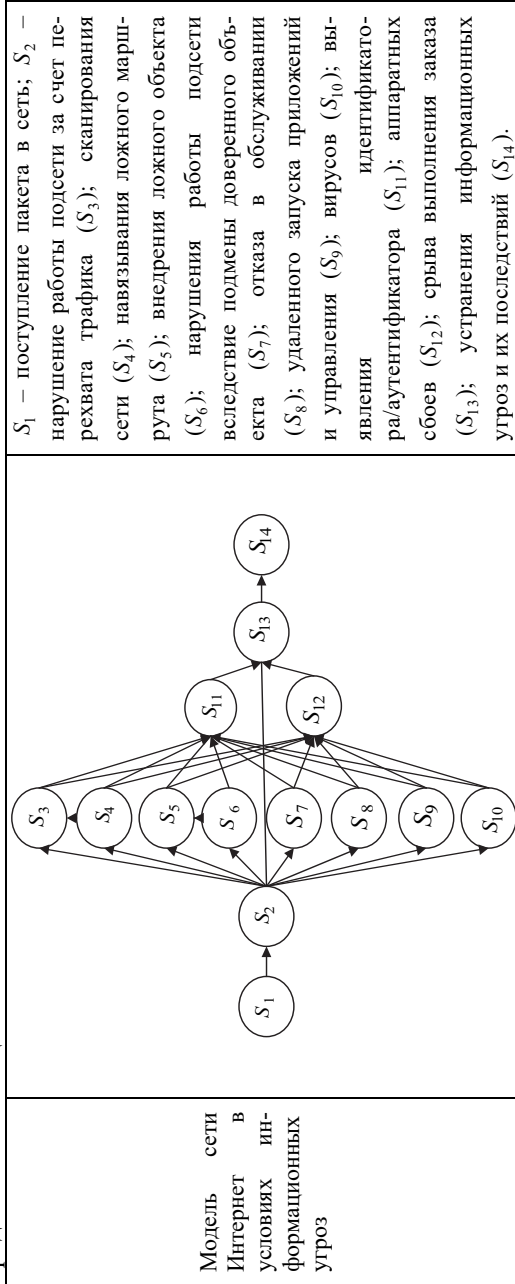 Модель сети
Интернет в
условиях ин-
формационных
угроз
S₁
S₂
S₃
S₄
S₅
S₆
S₇
S₈
S₉
S₁₀
S₁₁
S₁₂
S₁₃
S₁₄
S₁ – поступление пакета в сеть; S₂ –
нарушение работы подсети за счет пе-
рехвата трафика (S₃); сканирования
сети (S₄); навязывания ложного марш-
рута (S₅); внедрения ложного объекта
(S₆); нарушения работы подсети
вследствие подмены доверенного объ-
екта (S₇); отказа в обслуживании
(S₈); удаленного запуска приложений
и управления (S₉); вирусов (S₁₀); вы-
явления идентификато-
ра/аутентификатора (S₁₁); аппаратных
сбоев (S₁₂); срыва выполнения заказа
(S₁₃); устранения информационных
угроз и их последствий (S₁₄).